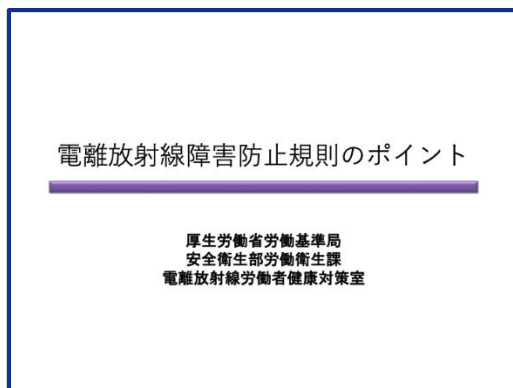 電離放射線障害防止規則のポイント
厚生労働省労働基準局
安全衛生部労働衛生課
電離放射線労働者健康対策室